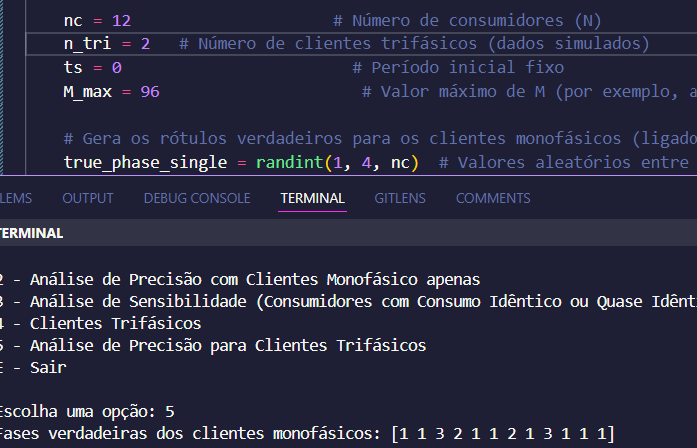 nc = 12 # Número de consumidores (N)
n_tri = 2 # Número de clientes trifásicos (dados simulados)
ts = 0 # Período inicial fixo
M_max = 96 # Valor máximo de M (por exemplo, a
# Gera os rótulos verdadeiros para os clientes monofásicos (ligado
true_phase_single = randint(1, 4, nc) # Valores aleatórios entre
LEMS OUTPUT DEBUG CONSOLE TERMINAL GITLENS COMMENTS
TERMINAL
2 - Análise de Precisão com Clientes Monofásico apenas
3 - Análise de Sensibilidade (Consumidores com Consumo Idêntico ou Quase Idênti
4 - Clientes Trifásicos
5 - Análise de Precisão para Clientes Trifásicos
E - Sair
Escolha uma opção: 5
Fases verdadeiras dos clientes monofásicos: [1 1 3 2 1 1 2 1 3 1 1 1]